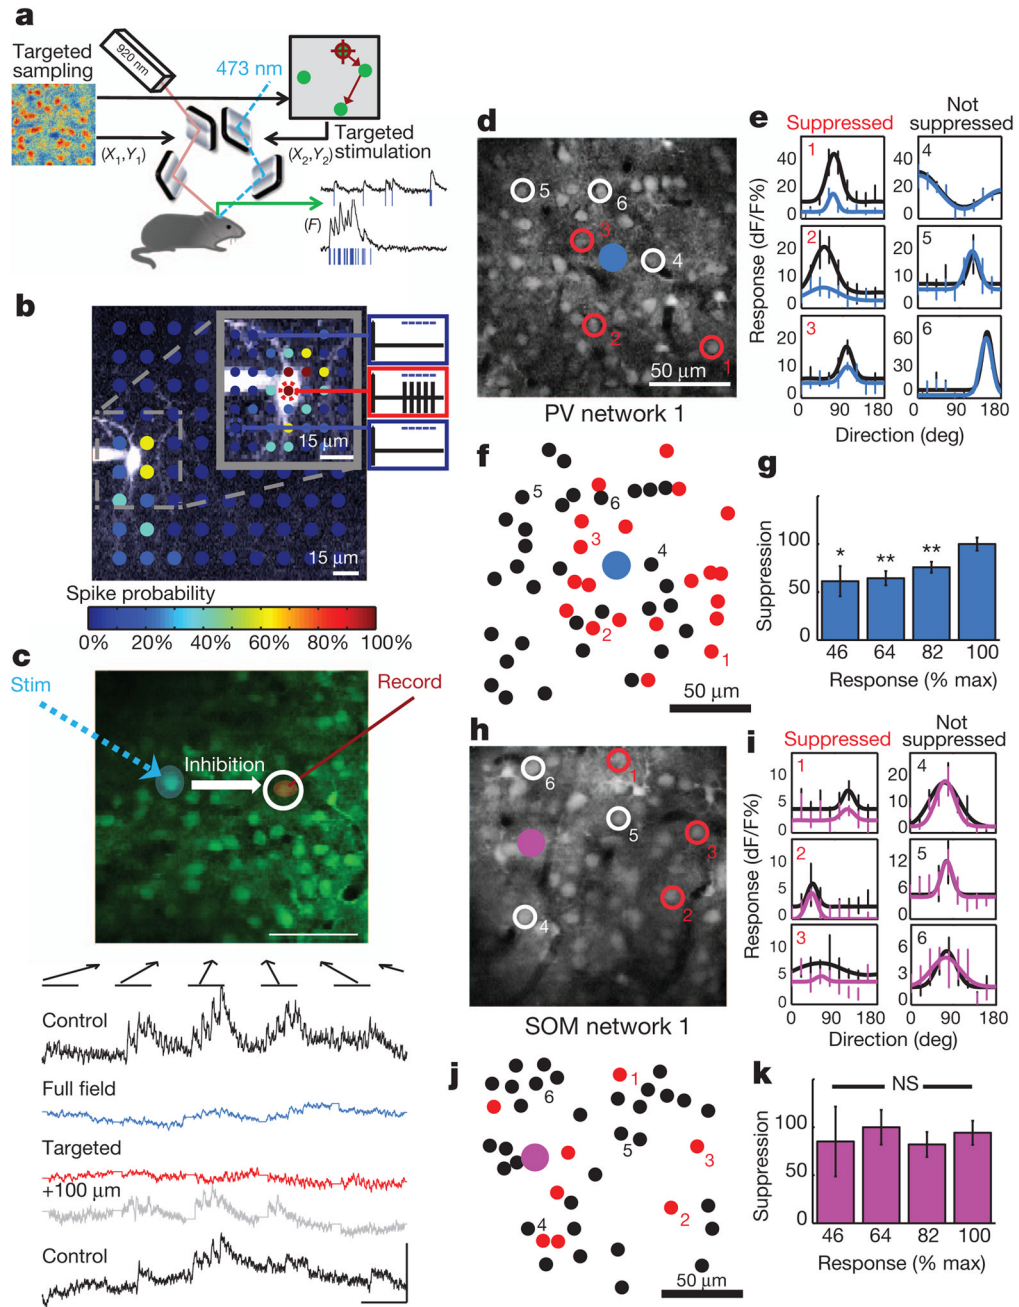 a
Targeted
sampling
920 nm
473 nm
(X1,Y1)
(X2,Y2)
Targeted
stimulation
(F)
b
15 μm
15 μm
Spike probability
0% 20% 40% 60% 80% 100%
c
Stim
Record
Inhibition
Control
Full field
Targeted
+100 μm
Control
d
5
6
3
4
2
1
50 μm
PV network 1
e
Suppressed
Not
suppressed
Response (dF/F%)
1
40
20
0
4
40
20
0
2
20
10
0
5
20
10
0
3
20
10
0
6
60
30
0
0 90 180
0 90 180
Direction (deg)
f
5
6
3
4
2
1
50 μm
g
Suppression
100
50
0
* ** **
46 64 82 100
Response (% max)
h
6
1
5
3
2
4
SOM network 1
i
Suppressed
Not
suppressed
Response (dF/F%)
1
10
5
0
4
20
10
0
2
10
5
0
5
12
6
0
3
10
5
0
6
6
3
0
0 90 180
0 90 180
Direction (deg)
j
6
1
5
3
2
4
50 μm
k
NS
Suppression
100
50
0
46 64 82 100
Response (% max)